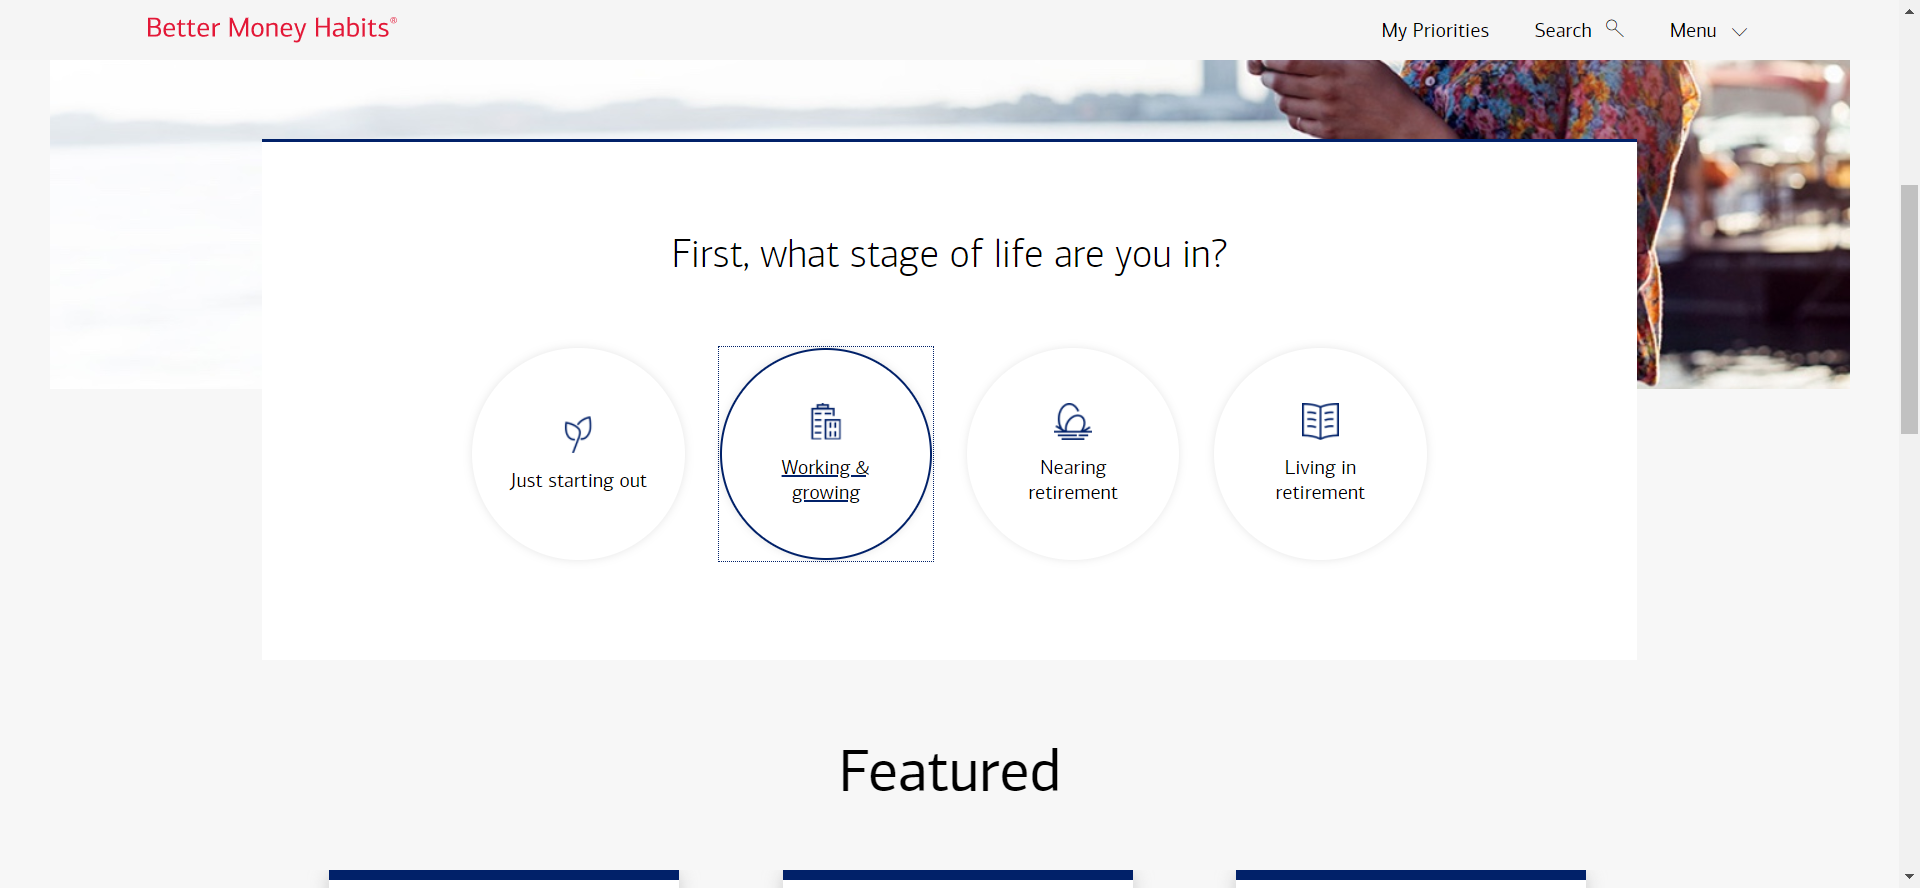 Better Money Habits®
My Priorities
Search
Menu
First, what stage of life are you in?
Just starting out
Working &
growing
Nearing
retirement
Living in
retirement
Featured